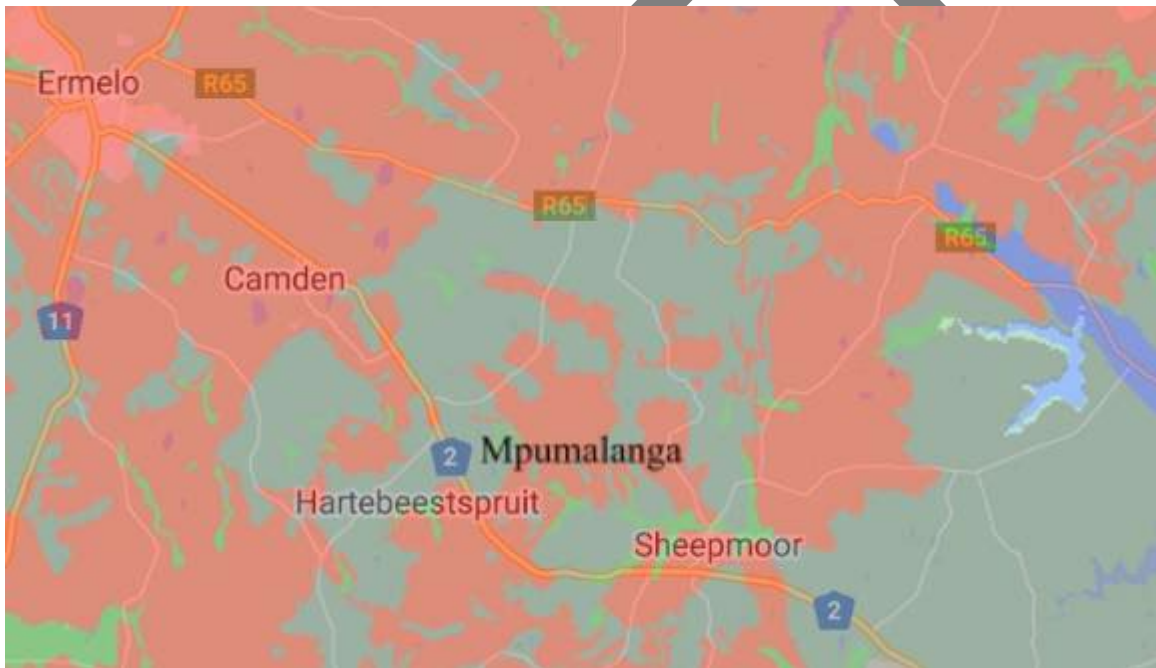 Ermelo
R65
R65
R65
Camden
11
2
Mpumalanga
Hartebeestspruit
Sheepmoor
2